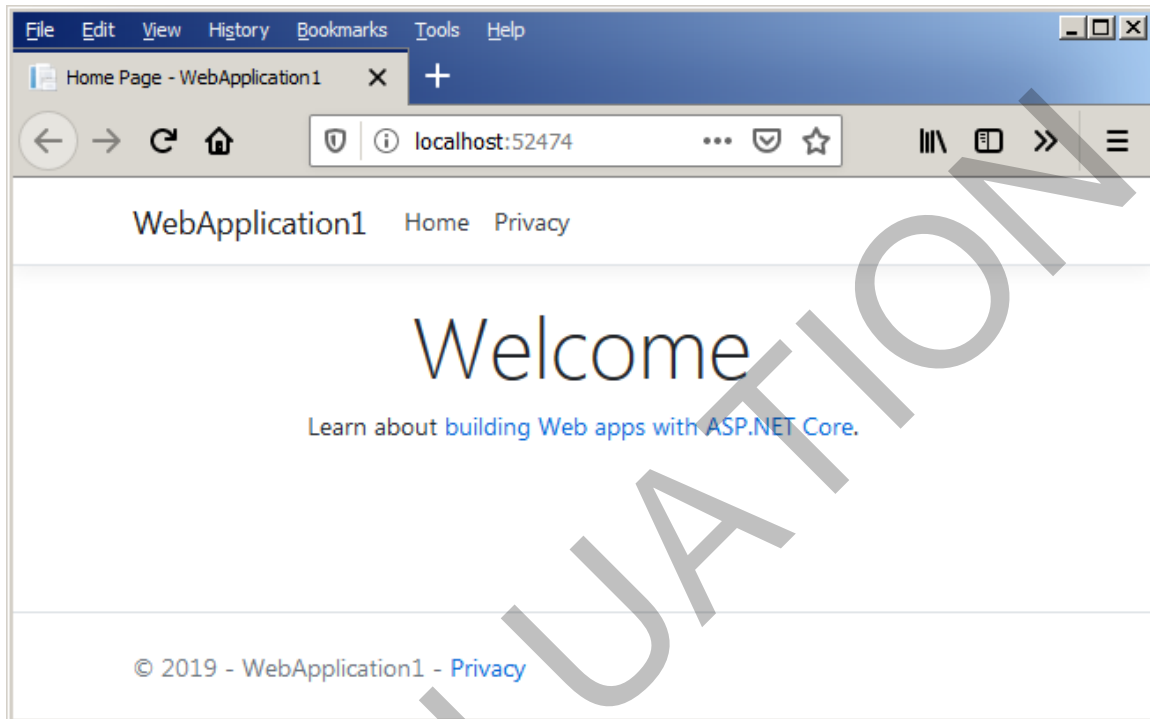 File Edit View History Bookmarks Tools Help
Home Page - WebApplication1
localhost:52474
WebApplication1 Home Privacy
Welcome
Learn about building Web apps with ASP.NET Core.
© 2019 - WebApplication1 - Privacy
UATION